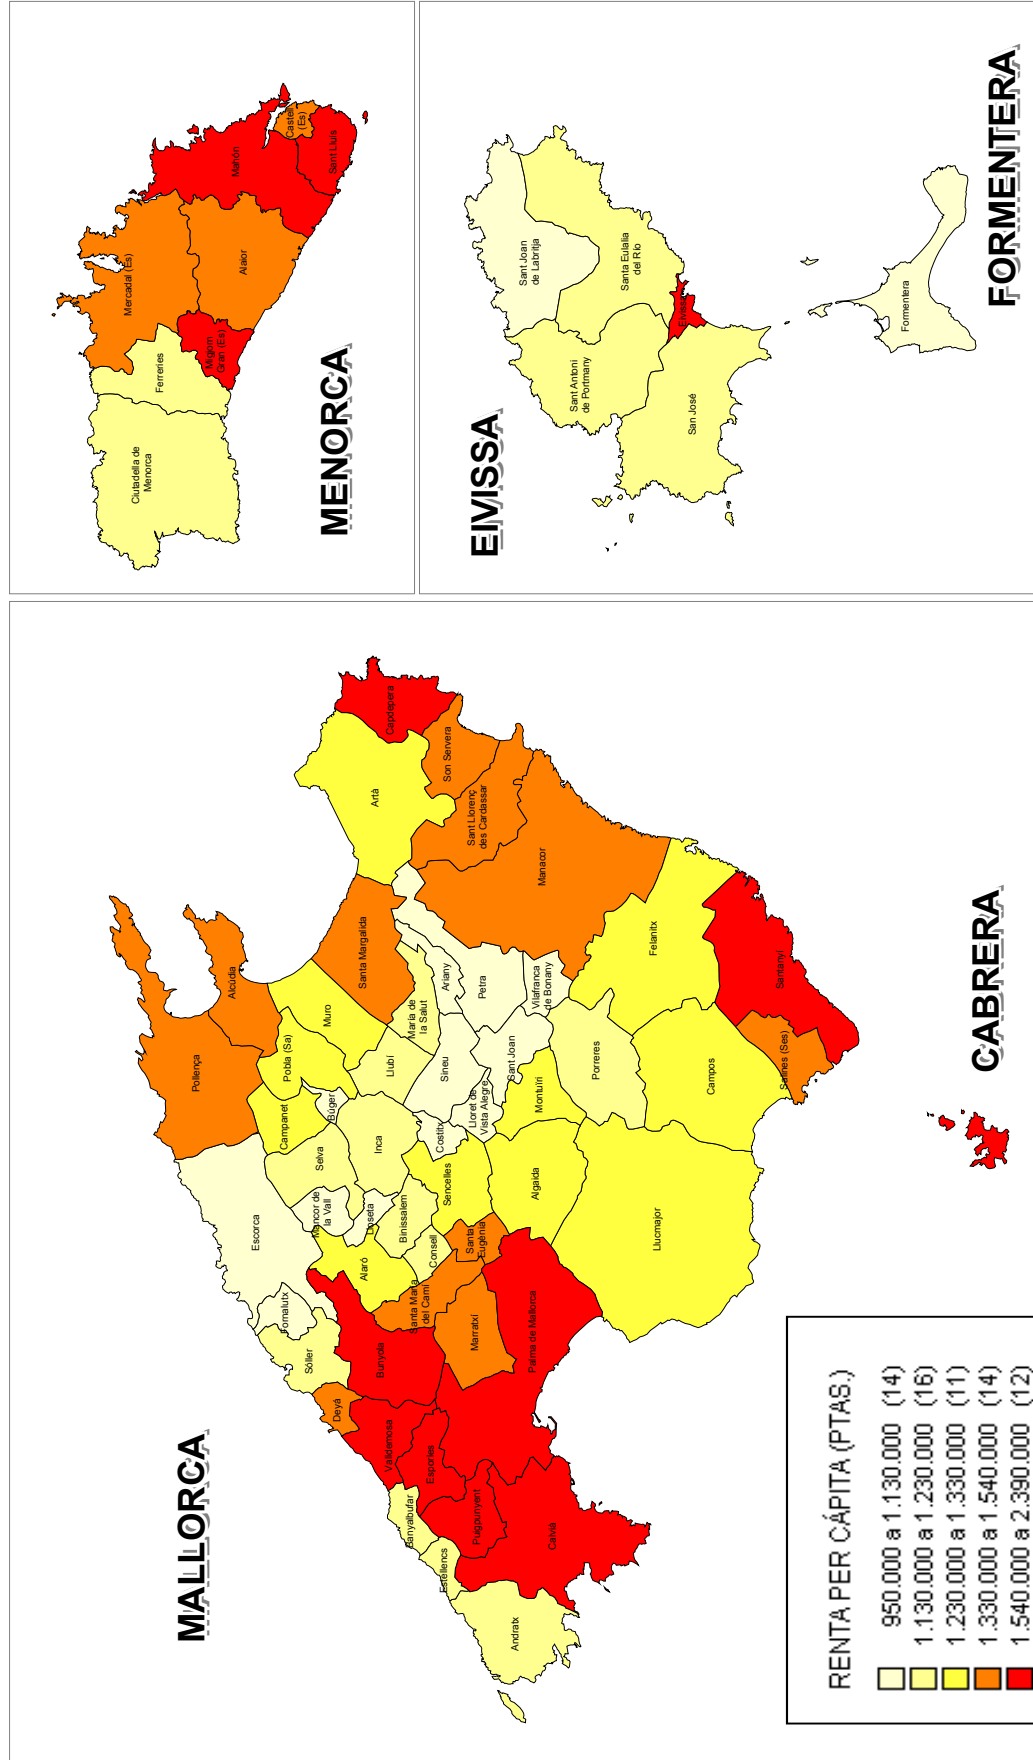 MALLORCA
Pollença
Alcúdia
Escorca
Fornalutx
Sóller
Deyá
Campanet
Pobla (Sa)
Muro
Búger
Selva
Mancor de
la Vall
Santa Margalida
Artà
Capdepera
Son Servera
Sant Llorenç
des Cardassar
Manacor
María de
la Salut
Ariany
Petra
Vilafranca
de Bonany
Llubí
Sineu
Sant Joan
Lloret de
Vista Alegre
Costitx
Inca
Lloseta
Binissalem
Alaró
Consell
Sencelles
Montuïri
Porreres
Felanitx
Santanyí
Salines (Ses)
Campos
Llucmajor
Algaida
Santa
Eugènia
Santa María
del Camí
Marratxí
Bunyola
Palma de Mallorca
Valldemosa
Esporles
Puigpunyent
Calvià
Banyalbufar
Estellencs
Andratx
CABRERA
MENORCA
Ciutadella de
Menorca
Ferreries
Mercadal (Es)
Migjorn
Gran (Es)
Alaior
Mahón
Castell
(Es)
Sant Lluis
EIVISSA
Sant Joan
de Labritja
Santa Eulalia
del Río
Sant Antoni
de Portmany
Eivissa
San José
FORMENTERA
Formentera
RENTA PER CÁPITA (PTAS.)
950.000 a 1.130.000 (14)
1.130.000 a 1.230.000 (16)
1.230.000 a 1.330.000 (11)
1.330.000 a 1.540.000 (14)
1.540.000 a 2.390.000 (12)